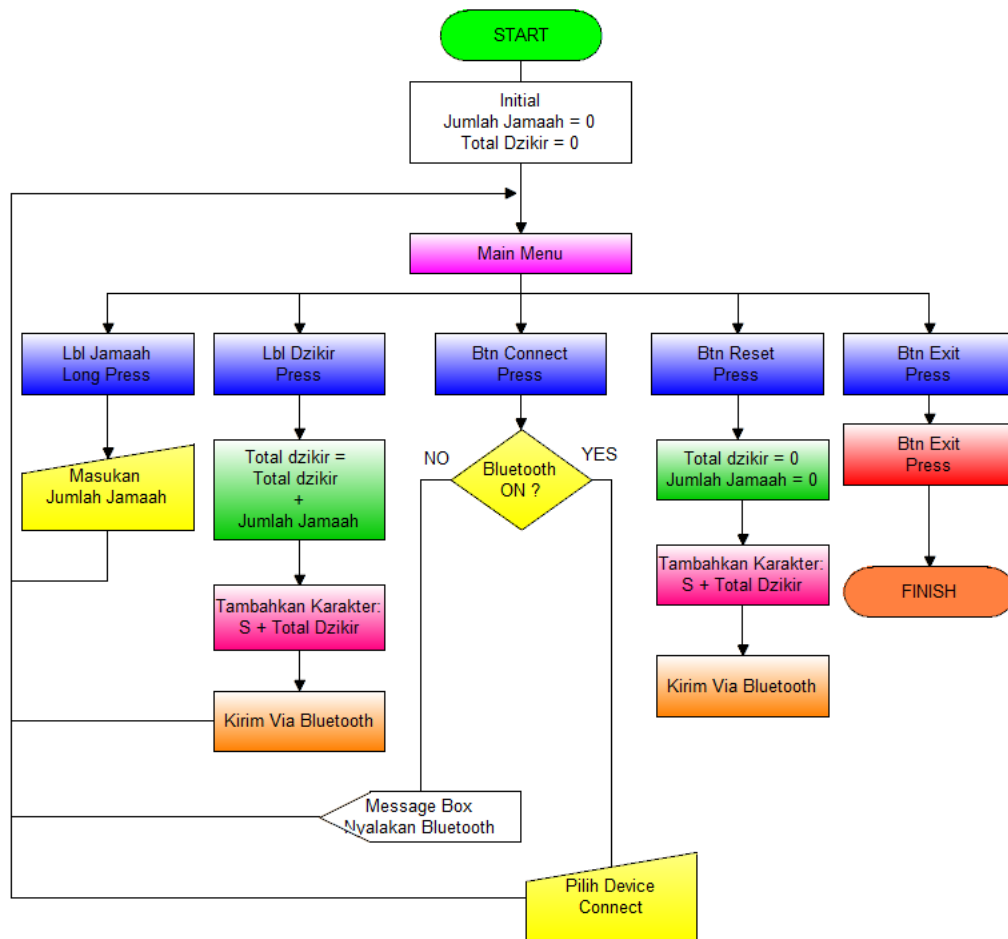 START
Initial
Jumlah Jamaah = 0
Total Dzikir = 0
Main Menu
Lbl Jamaah
Long Press
Lbl Dzikir
Press
Btn Connect
Press
Btn Reset
Press
Btn Exit
Press
Masukan
Jumlah Jamaah
Total dzikir =
Total dzikir
+
Jumlah Jamaah
NO
Bluetooth
ON ?
YES
Total dzikir = 0
Jumlah Jamaah = 0
Btn Exit
Press
Tambahkan Karakter:
S + Total Dzikir
Tambahkan Karakter:
S + Total Dzikir
FINISH
Kirim Via Bluetooth
Kirim Via Bluetooth
Message Box
Nyalakan Bluetooth
Pilih Device
Connect